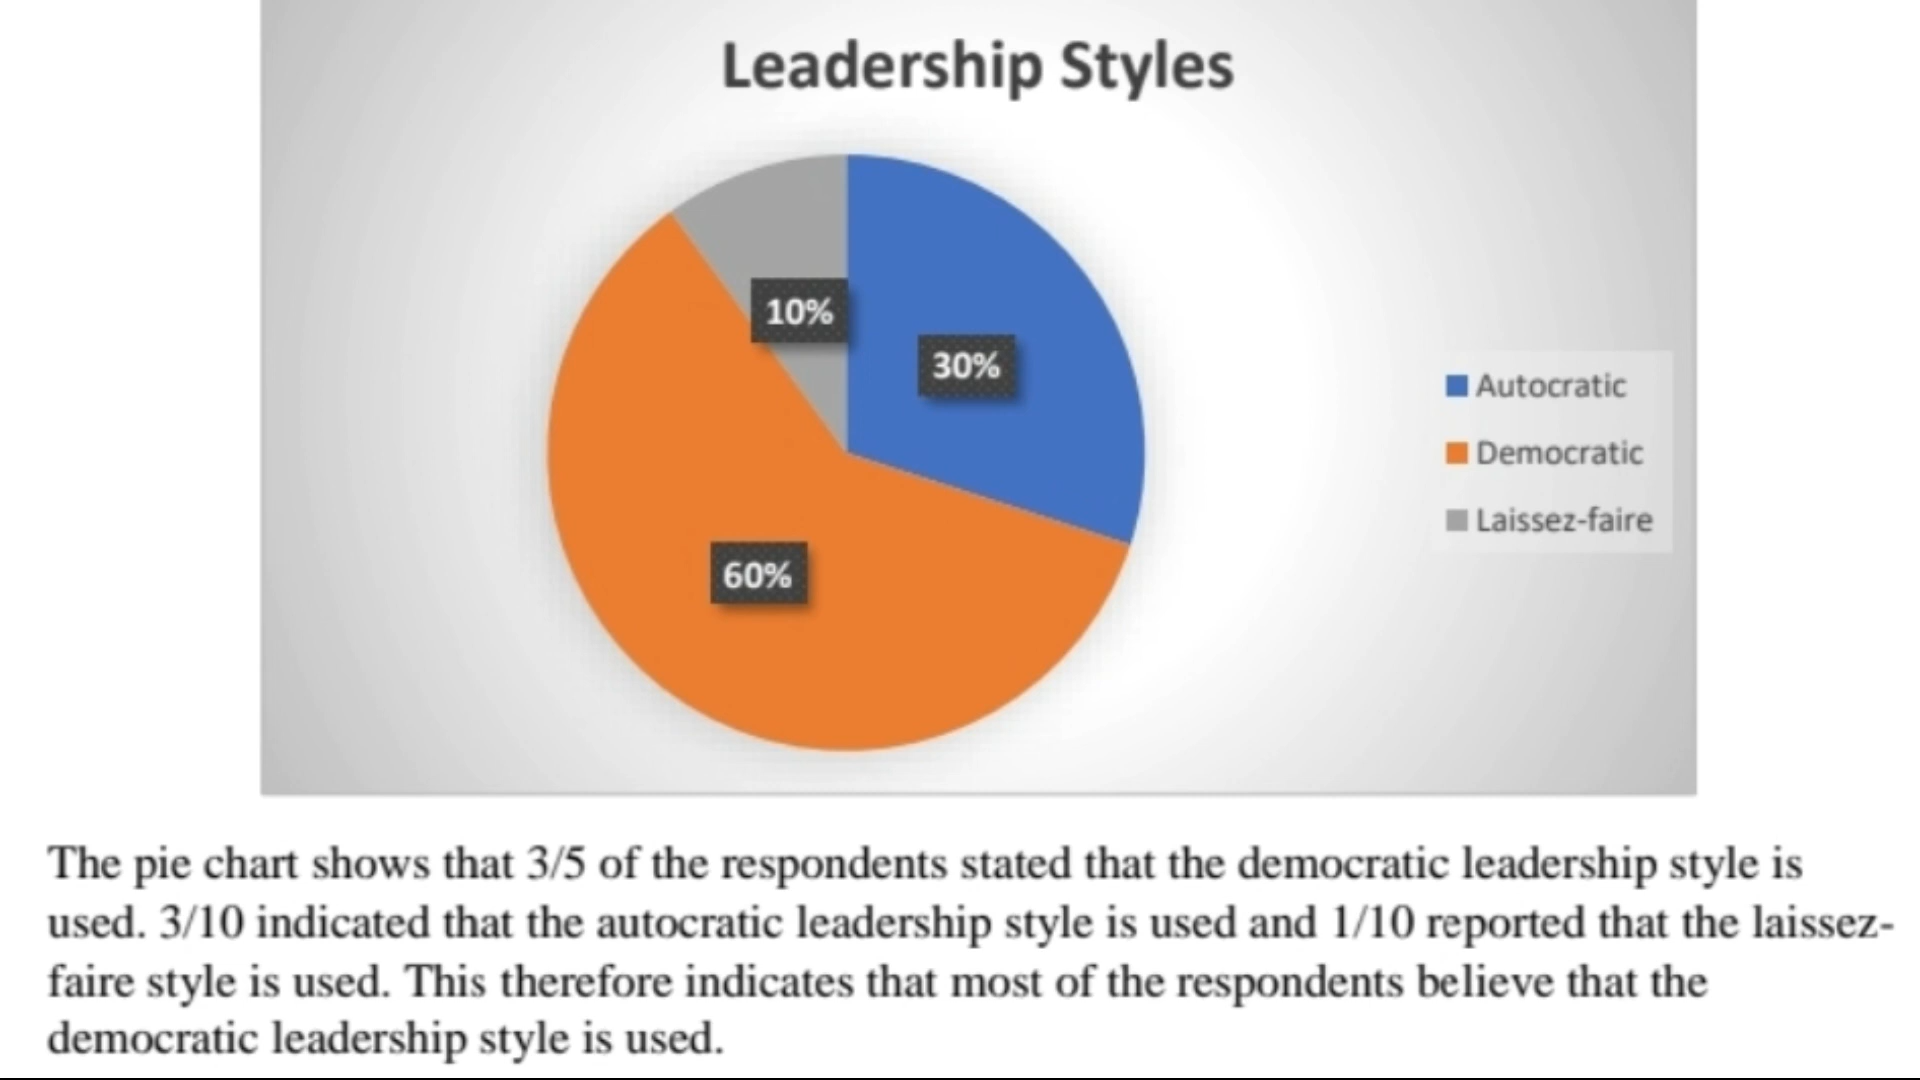 Leadership Styles
10%
30%
60%
Autocratic
Democratic
Laissez-faire
The pie chart shows that 3/5 of the respondents stated that the democratic leadership style is
used. 3/10 indicated that the autocratic leadership style is used and 1/10 reported that the laissez-
faire style is used. This therefore indicates that most of the respondents believe that the
democratic leadership style is used.